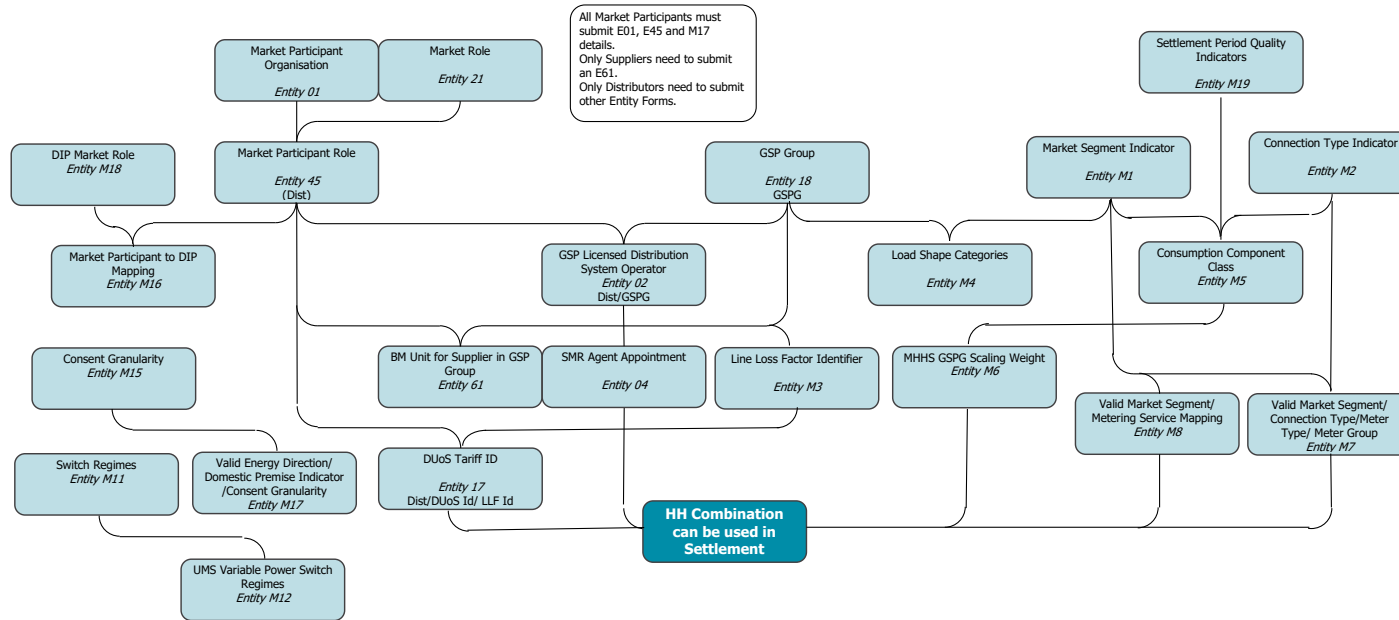 All Market Participants must
submit E01, E45 and M17
details.
Only Suppliers need to submit
an E61.
Only Distributors need to submit
other Entity Forms.
Market Participant
Organisation
Entity 01
Market Role
Entity 21
Settlement Period Quality
Indicators
Entity M19
DIP Market Role
Entity M18
Market Participant Role
Entity 45
(Dist)
GSP Group
Entity 18
GSPG
Market Segment Indicator
Entity M1
Connection Type Indicator
Entity M2
Market Participant to DIP
Mapping
Entity M16
GSP Licensed Distribution
System Operator
Entity 02
Dist/GSPG
Load Shape Categories
Entity M4
Consumption Component
Class
Entity M5
Consent Granularity
Entity M15
BM Unit for Supplier in GSP
Group
Entity 61
SMR Agent Appointment
Entity 04
Line Loss Factor Identifier
Entity M3
MHHS GSPG Scaling Weight
Entity M6
Valid Market Segment/
Metering Service Mapping
Entity M8
Valid Market Segment/
Connection Type/Meter
Type/ Meter Group
Entity M7
Switch Regimes
Entity M11
Valid Energy Direction/
Domestic Premise Indicator
/Consent Granularity
Entity M17
DUoS Tariff ID
Entity 17
Dist/DUoS Id/ LLF Id
HH Combination
can be used in
Settlement
UMS Variable Power Switch
Regimes
Entity M12